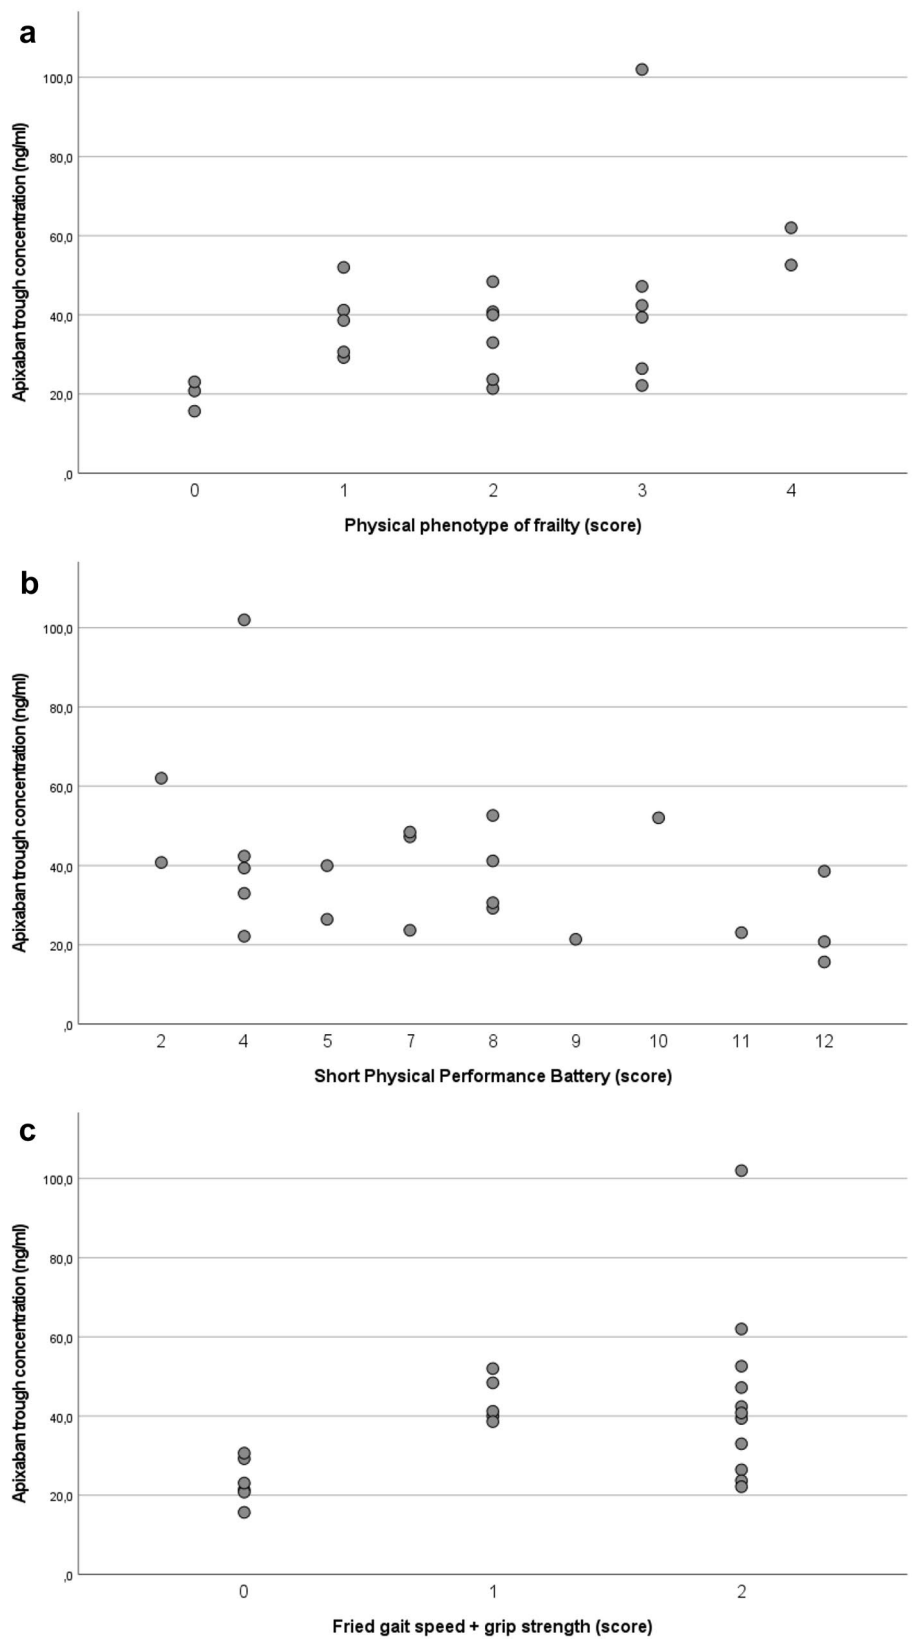 a
Apixaban trough concentration (ng/ml)
100,0
80,0
60,0
40,0
20,0
,0
0 1 2 3 4
Physical phenotype of frailty (score)
b
Apixaban trough concentration (ng/ml)
100,0
80,0
60,0
40,0
20,0
,0
2 4 5 7 8 9 10 11 12
Short Physical Performance Battery (score)
c
Apixaban trough concentration (ng/ml)
100,0
80,0
60,0
40,0
20,0
,0
0 1 2
Fried gait speed + grip strength (score)